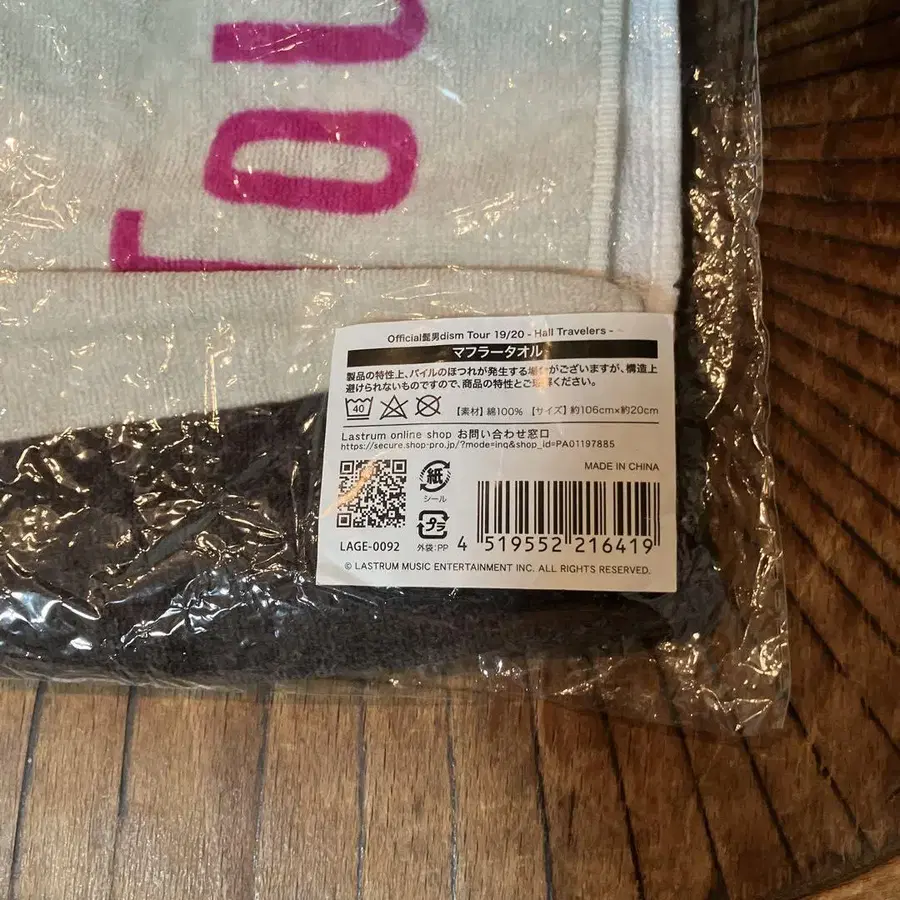 TOU
Official髭男dism Tour 19/20 - Hall Travelers -
マフラータオル
製品の特性上、パイルのほつれが発生する場合がございますが、構造上
避けられないものですので、商品の特性とご理解ください。
40
【素材】綿100% 【サイズ】約106cm×約20cm
Lastrum online shop お問い合わせ窓口
https://secure.shop-pro.jp/?mode=inq&shop_id=PA01197885
MADE IN CHINA
紙
シール
プラ
外袋:PP
LAGE-0092
4 519552 216419
© LASTRUM MUSIC ENTERTAINMENT INC. ALL RIGHTS RESERVED.